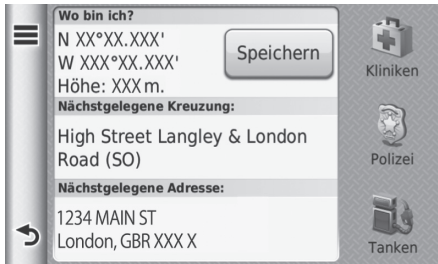 Wo bin ich?
N XX°XX.XXX'
W XXX°XX.XXX'
Höhe: XXX m.
Speichern
Nächstgelegene Kreuzung:
High Street Langley & London
Road (SO)
Nächstgelegene Adresse:
1234 MAIN ST
London, GBR XXX X
Kliniken
Polizei
Tanken